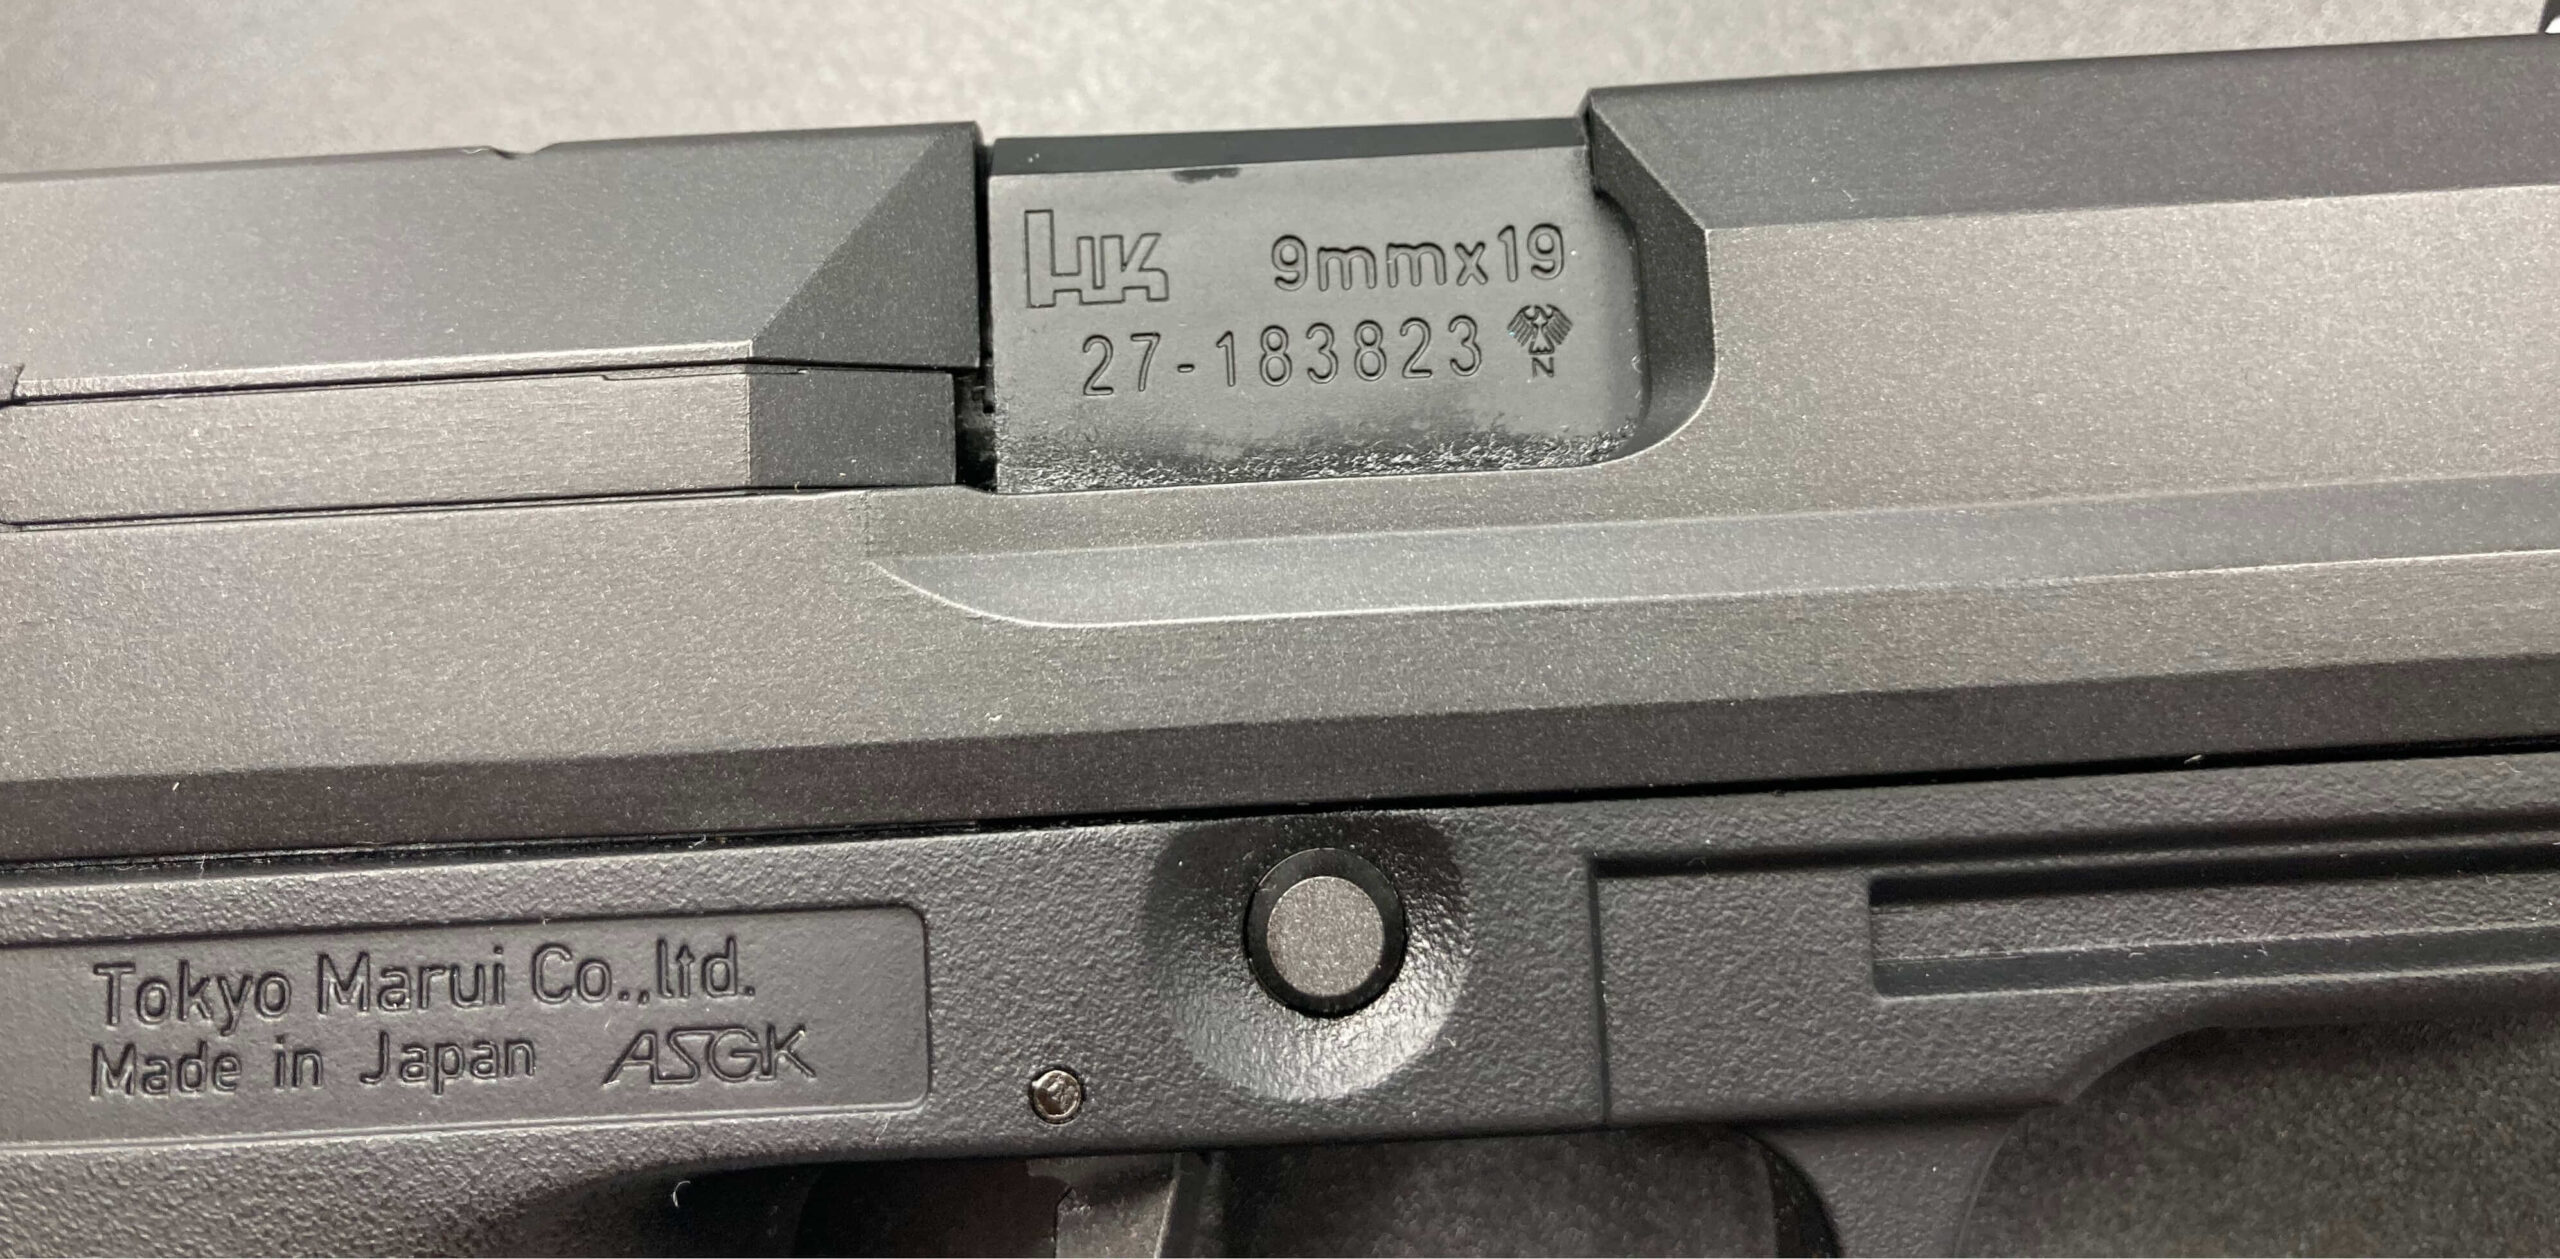 HK 9mmx19
27-183823 N
Tokyo Marui Co.,ltd.
Made in Japan ASGK